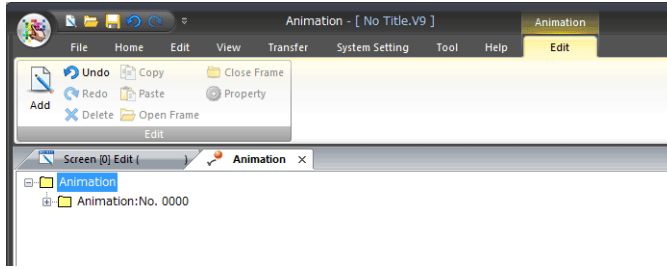 Animation - [ No Title.V9 ]
Animation
File Home Edit View Transfer System Setting Tool Help Edit
Add
Undo Copy Close Frame
Redo Paste Property
Delete Open Frame
Edit
Screen [0] Edit ( ) Animation ×
Animation
Animation:No. 0000